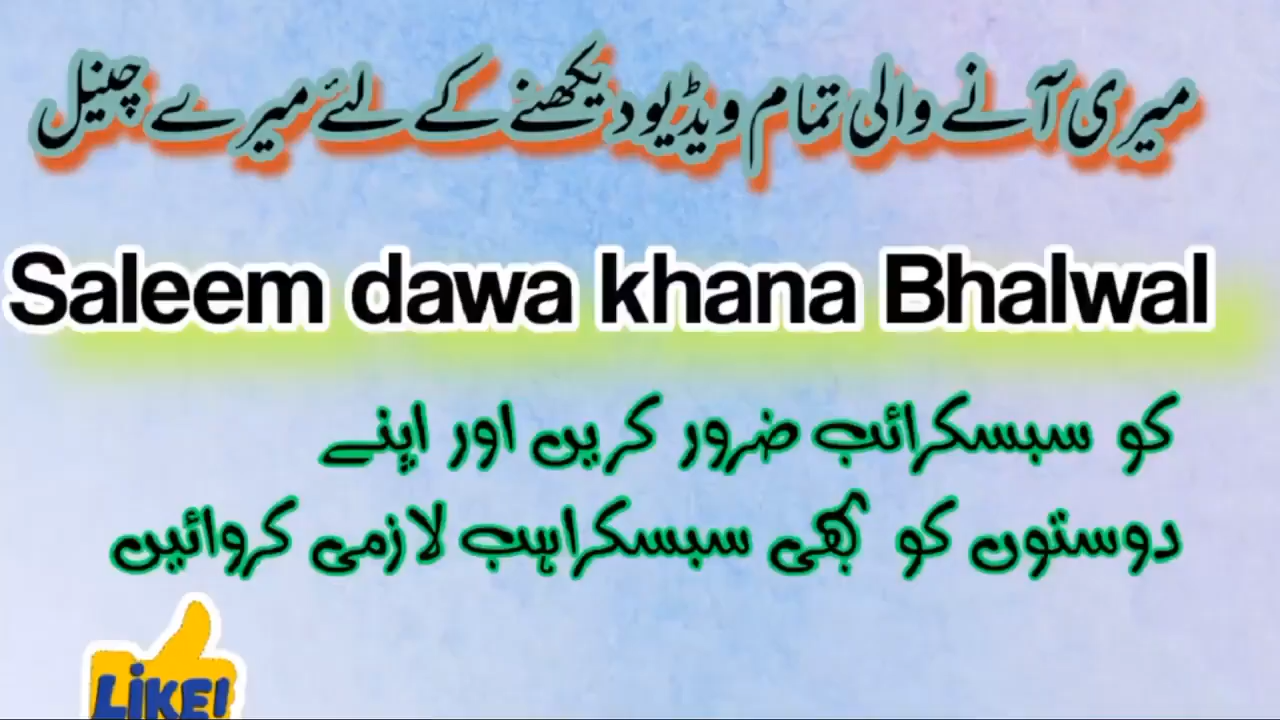 میری آنے والی تمام ویڈیو دیکھنے کے لئے میرے چینل
Saleem dawa khana Bhalwal
کو سبسکرائب ضرور کریں اور اپنے
دوستوں کو بھی سبسکراہب لازمی کروائیں
LiKE!